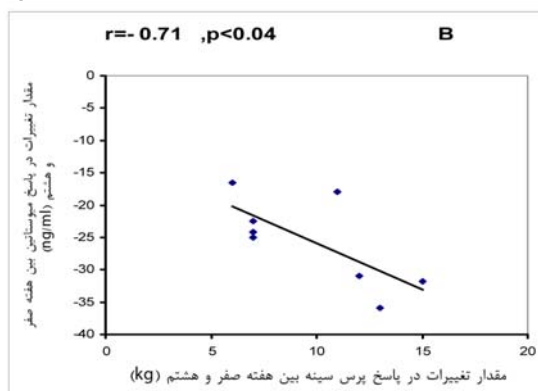 r=- 0.71 ,p<0.04 B
مقدار تغییرات در پاسخ میوستاتین بین هفته صفر
و هشتم (ng/ml)
0
-5
-10
-15
-20
-25
-30
-35
-40
0 5 10 15 20
مقدار تغییرات در پاسخ پرس سینه بین هفته صفر و هشتم (kg)